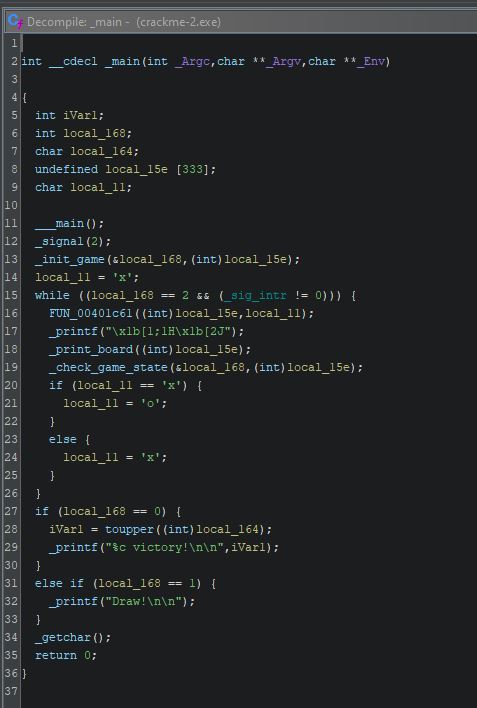 Decompile: _main - (crackme-2.exe)
1
2 int __cdecl _main(int _Argc,char **_Argv,char **_Env)
3
4 {
5 int iVar1;
6 int local_168;
7 char local_164;
8 undefined local_15e [333];
9 char local_11;
10
11 ___main();
12 _signal(2);
13 _init_game(&local_168,(int)local_15e);
14 local_11 = 'x';
15 while ((local_168 == 2 && (_sig_intr != 0))) {
16 FUN_00401c61((int)local_15e,local_11);
17 _printf("\x1b[1;1H\x1b[2J");
18 _print_board((int)local_15e);
19 _check_game_state(&local_168,(int)local_15e);
20 if (local_11 == 'x') {
21 local_11 = 'o';
22 }
23 else {
24 local_11 = 'x';
25 }
26 }
27 if (local_168 == 0) {
28 iVar1 = toupper((int)local_164);
29 _printf("%c victory!\n\n",iVar1);
30 }
31 else if (local_168 == 1) {
32 _printf("Draw!\n\n");
33 }
34 _getchar();
35 return 0;
36 }
37